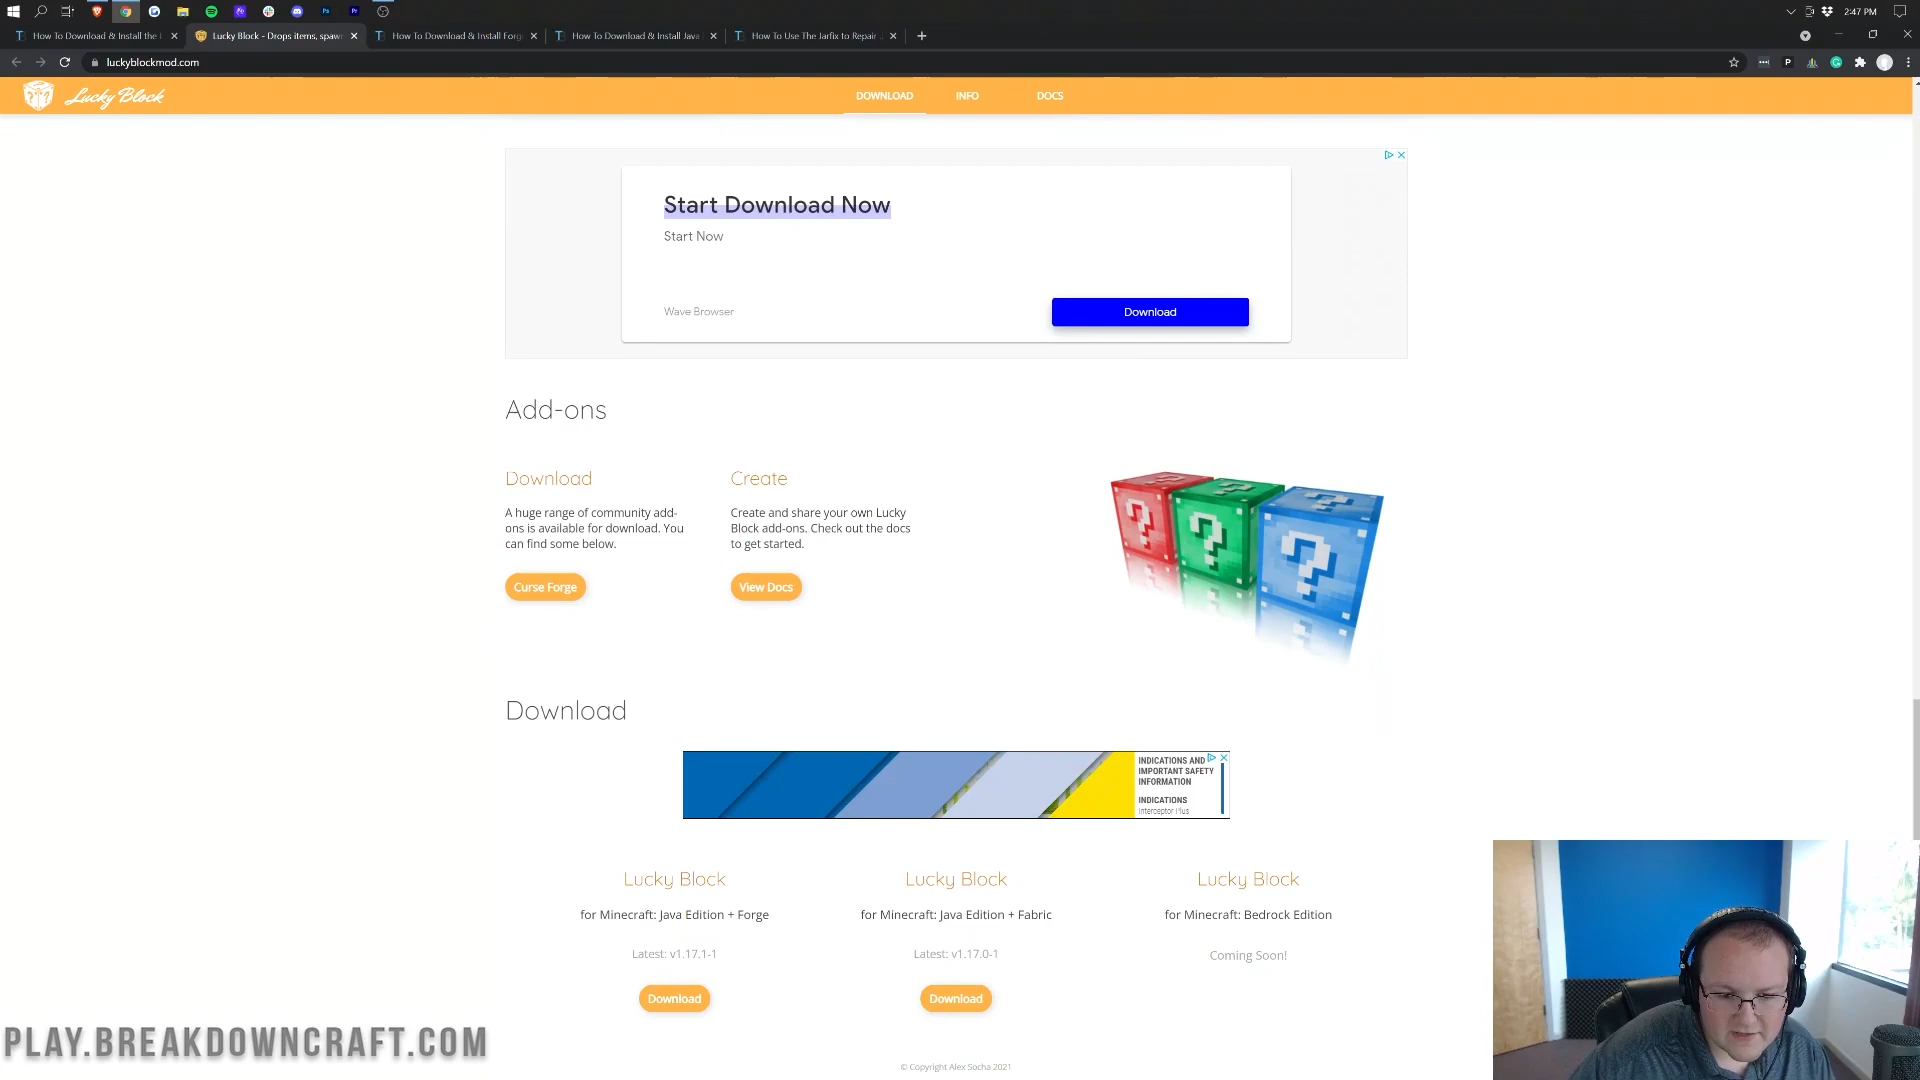 2:47 PM
How To Download & Install the
Lucky Block - Drops items, spaw
How To Download & Install Forg
How To Download & Install Java
How To Use The Jarfix to Repair
luckyblockmod.com
Lucky Block
DOWNLOAD
INFO
DOCS
Start Download Now
Start Now
Wave Browser
Download
Add-ons
Download
Create
A huge range of community add-
ons is available for download. You
can find some below.
Create and share your own Lucky
Block add-ons. Check out the docs
to get started.
Curse Forge
View Docs
Download
INDICATIONS AND
IMPORTANT SAFETY
INFORMATION
INDICATIONS
Interceptor Plus
Lucky Block
Lucky Block
Lucky Block
for Minecraft: Java Edition + Forge
for Minecraft: Java Edition + Fabric
for Minecraft: Bedrock Edition
Latest: v1.17.1-1
Latest: v1.17.0-1
Coming Soon!
Download
Download
PLAY.BREAKDOWNCRAFT.COM
© Copyright Alex Socha 2021